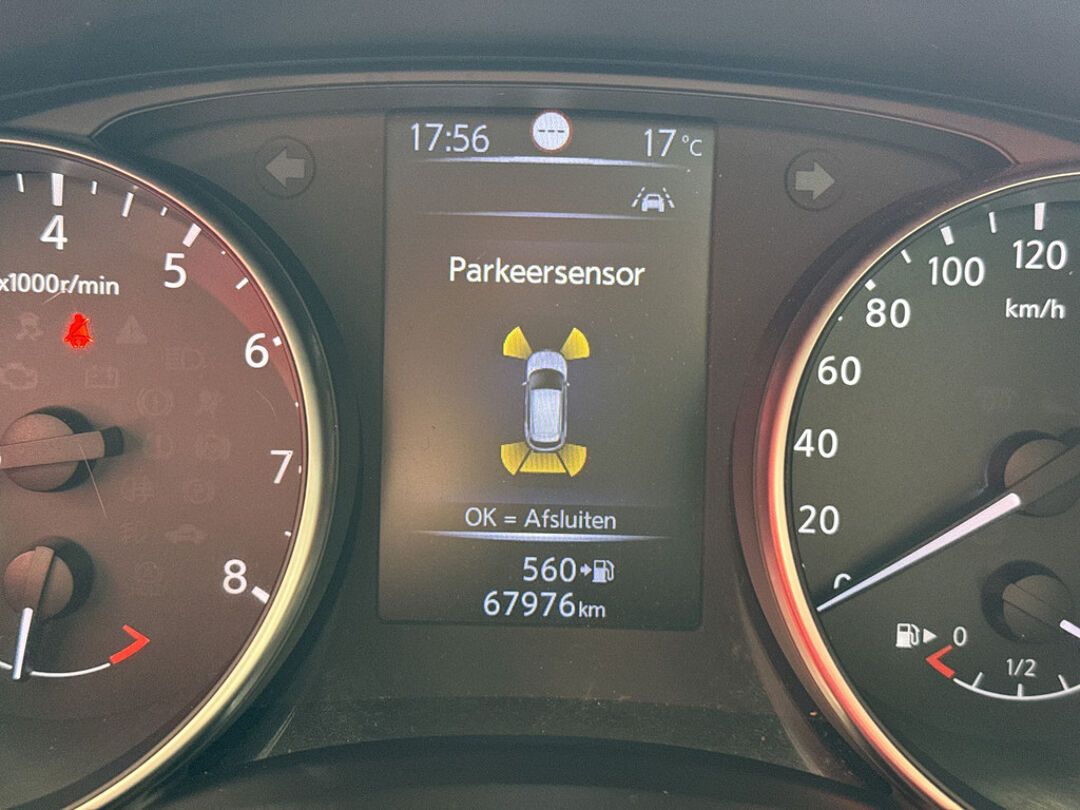 17:56 --- 17°C
Parkeersensor
OK = Afsluiten
560
67976km
4
5
x1000r/min
6
7
8
120
100
km/h
80
60
40
20
0
0
1/2